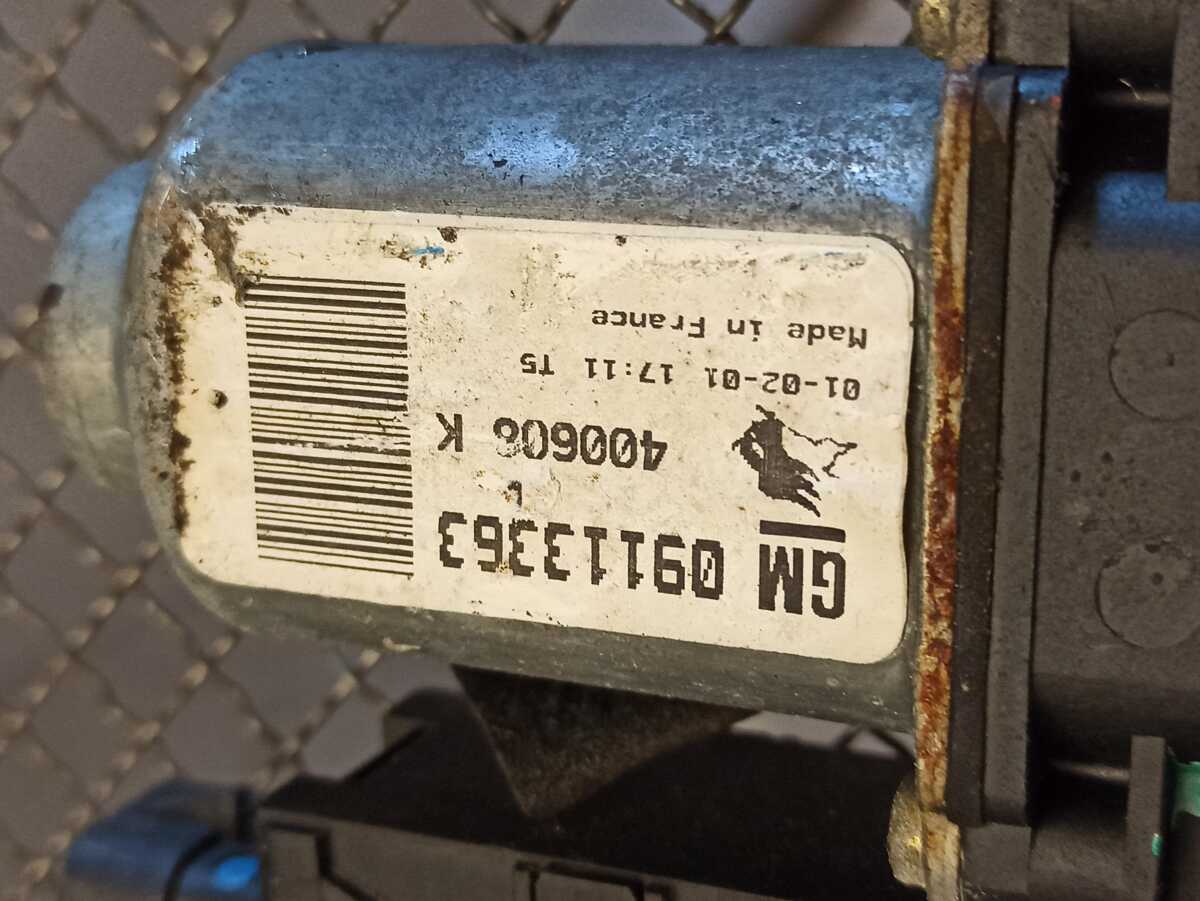 GM 09113363
L
400608 K
01-02-01 17:11 T5
Made in France